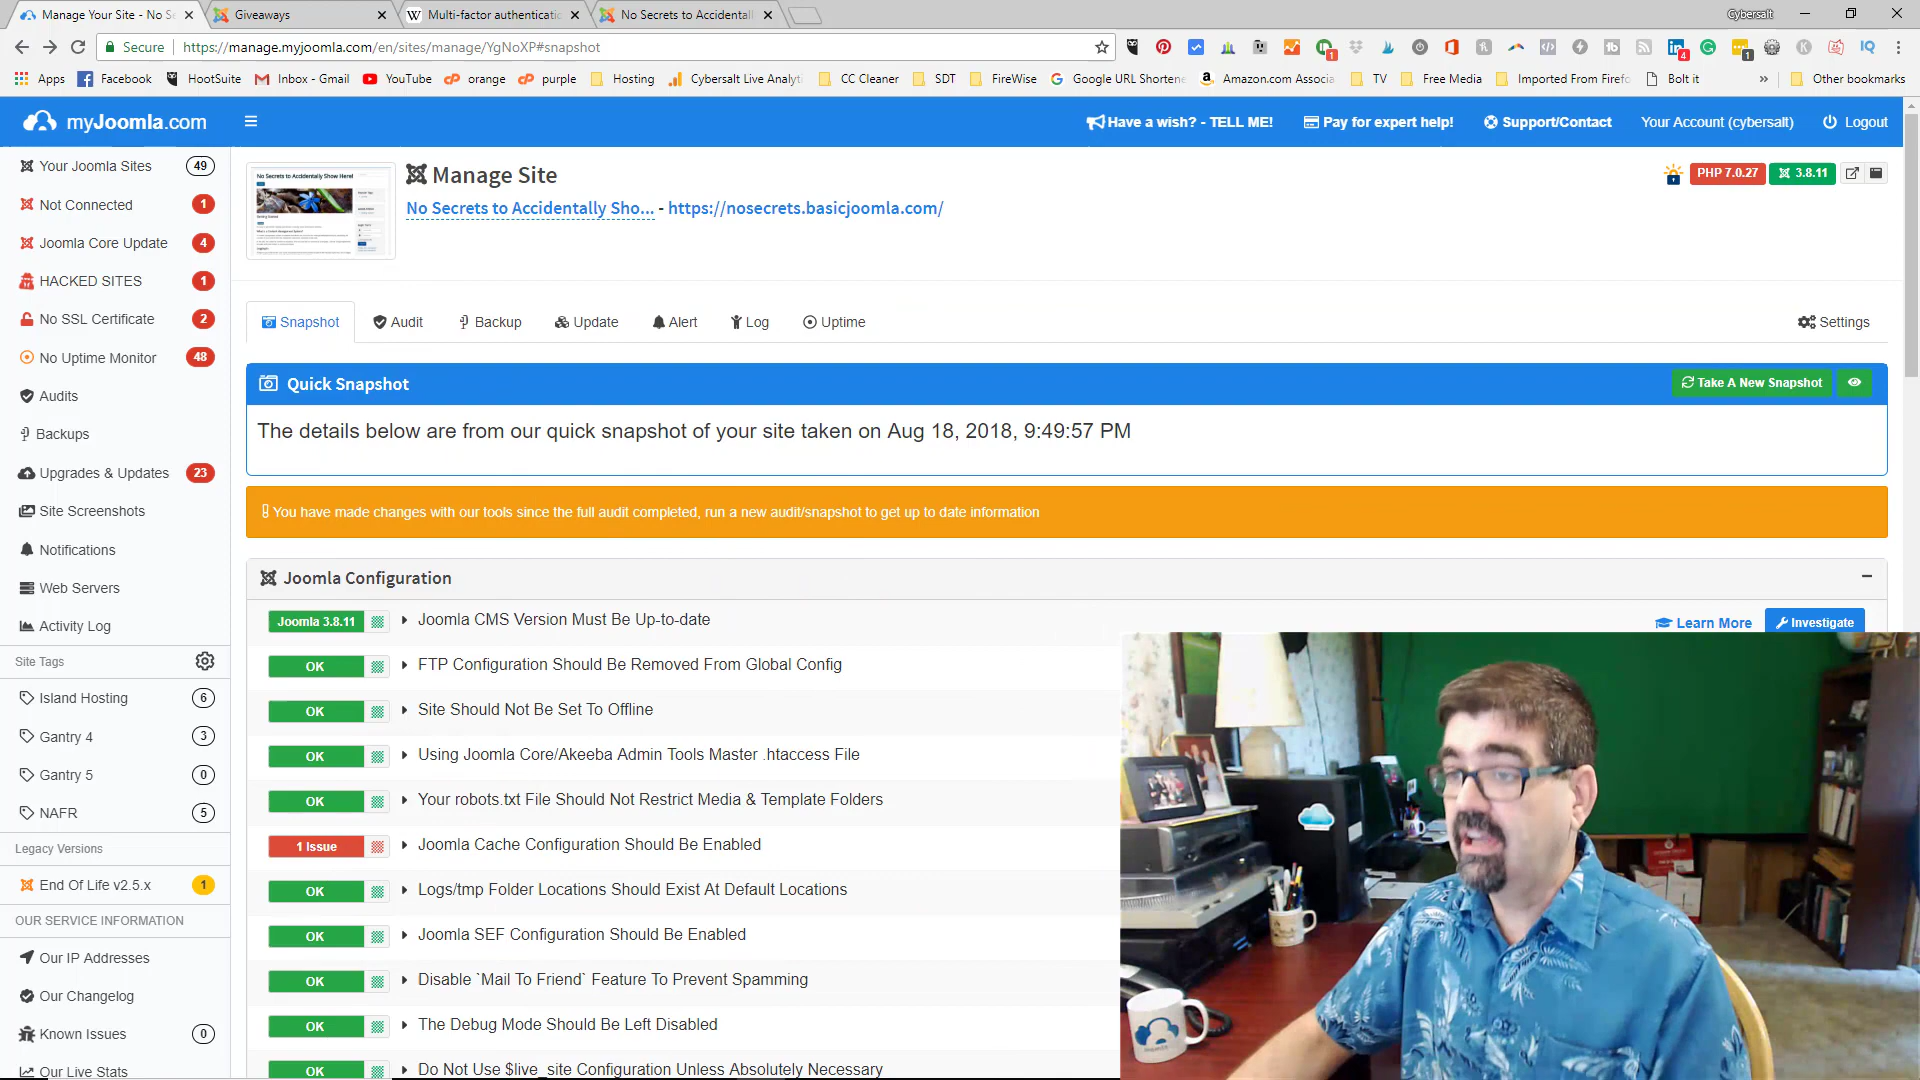 Manage Your Site - No S
Giveaways
Multi-factor authenticati
No Secrets to Accidental
Cybersalt
Secure
https://manage.myjoomla.com/en/sites/manage/YgNoXP#snapshot
Apps
Facebook
HootSuite
Inbox - Gmail
YouTube
orange
purple
Hosting
Cybersalt Live Analyti
CC Cleaner
SDT
FireWise
Google URL Shortene
Amazon.com Associa
TV
Free Media
Imported From Firefo
Bolt it
Other bookmarks
myJoomla.com
Have a wish? - TELL ME!
Pay for expert help!
Support/Contact
Your Account (cybersalt)
Logout
Your Joomla Sites 49
Not Connected 1
Joomla Core Update 4
HACKED SITES 1
No SSL Certificate 2
No Uptime Monitor 48
Audits
Backups
Upgrades & Updates 23
Site Screenshots
Notifications
Web Servers
Activity Log
Site Tags
Island Hosting 6
Gantry 4 3
Gantry 5 0
NAFR 5
Legacy Versions
End Of Life v2.5.x 1
OUR SERVICE INFORMATION
Our IP Addresses
Our Changelog
Known Issues 0
Our Live Stats
No Secrets to Accidentally Show Here!
Manage Site
No Secrets to Accidentally Sho... - https://nosecrets.basicjoomla.com/
PHP 7.0.27
3.8.11
Snapshot
Audit
Backup
Update
Alert
Log
Uptime
Settings
Quick Snapshot
Take A New Snapshot
The details below are from our quick snapshot of your site taken on Aug 18, 2018, 9:49:57 PM
You have made changes with our tools since the full audit completed, run a new audit/snapshot to get up to date information
Joomla Configuration
Joomla 3.8.11 Joomla CMS Version Must Be Up-to-date
Learn More
Investigate
OK FTP Configuration Should Be Removed From Global Config
OK Site Should Not Be Set To Offline
OK Using Joomla Core/Akeeba Admin Tools Master .htaccess File
OK Your robots.txt File Should Not Restrict Media & Template Folders
1 Issue Joomla Cache Configuration Should Be Enabled
OK Logs/tmp Folder Locations Should Exist At Default Locations
OK Joomla SEF Configuration Should Be Enabled
OK Disable `Mail To Friend` Feature To Prevent Spamming
OK The Debug Mode Should Be Left Disabled
OK Do Not Use $live_site Configuration Unless Absolutely Necessary